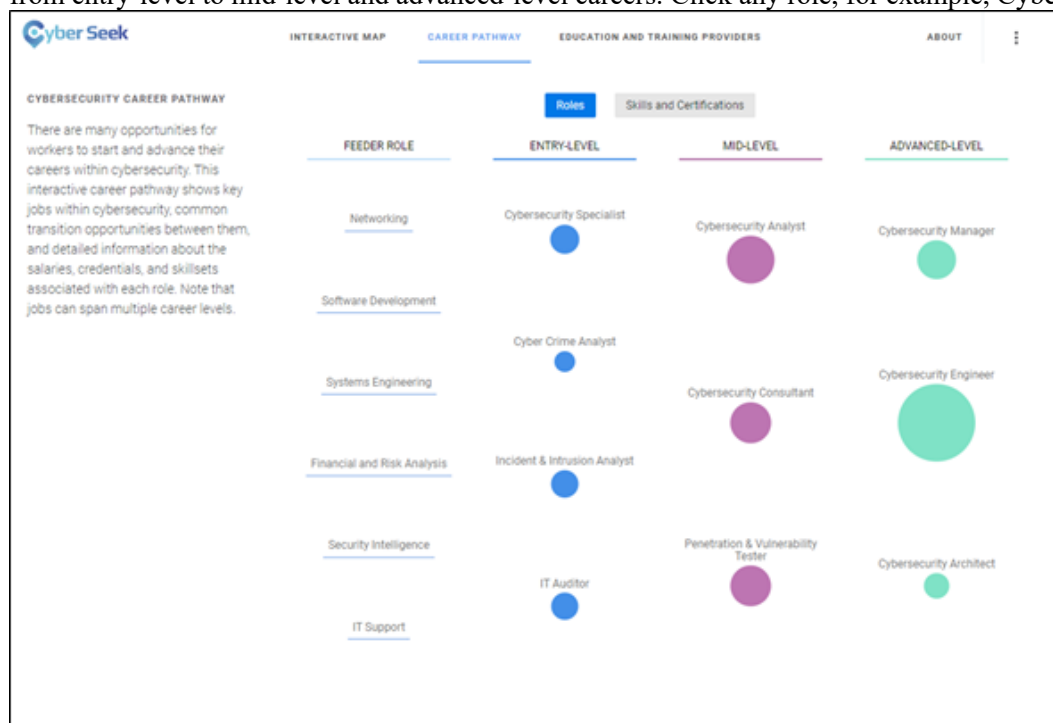 from entry-level to mid-level and advanced-level careers. Click any role, for example, Cybe
Cyber Seek
INTERACTIVE MAP CAREER PATHWAY EDUCATION AND TRAINING PROVIDERS ABOUT
CYBERSECURITY CAREER PATHWAY
There are many opportunities for
workers to start and advance their
careers within cybersecurity. This
interactive career pathway shows key
jobs within cybersecurity, common
transition opportunities between them,
and detailed information about the
salaries, credentials, and skillsets
associated with each role. Note that
jobs can span multiple career levels.
Roles Skills and Certifications
FEEDER ROLE ENTRY-LEVEL MID-LEVEL ADVANCED-LEVEL
Networking
Software Development
Systems Engineering
Financial and Risk Analysis
Security Intelligence
IT Support
Cybersecurity Specialist
Cyber Crime Analyst
Incident & Intrusion Analyst
IT Auditor
Cybersecurity Analyst
Cybersecurity Consultant
Penetration & Vulnerability
Tester
Cybersecurity Manager
Cybersecurity Engineer
Cybersecurity Architect